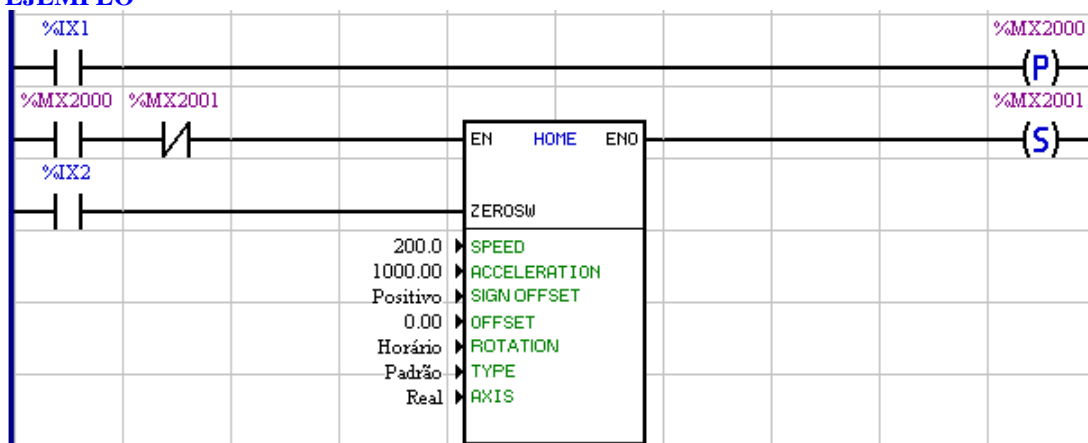 EJEMPLO
%IX1 %MX2000
(P)
%MX2000 %MX2001 %MX2001
EN HOME ENO (S)
%IX2
ZEROSW
200.0 SPEED
1000.00 ACCELERATION
Positivo SIGN OFFSET
0.00 OFFSET
Horário ROTATION
Padrão TYPE
Real AXIS